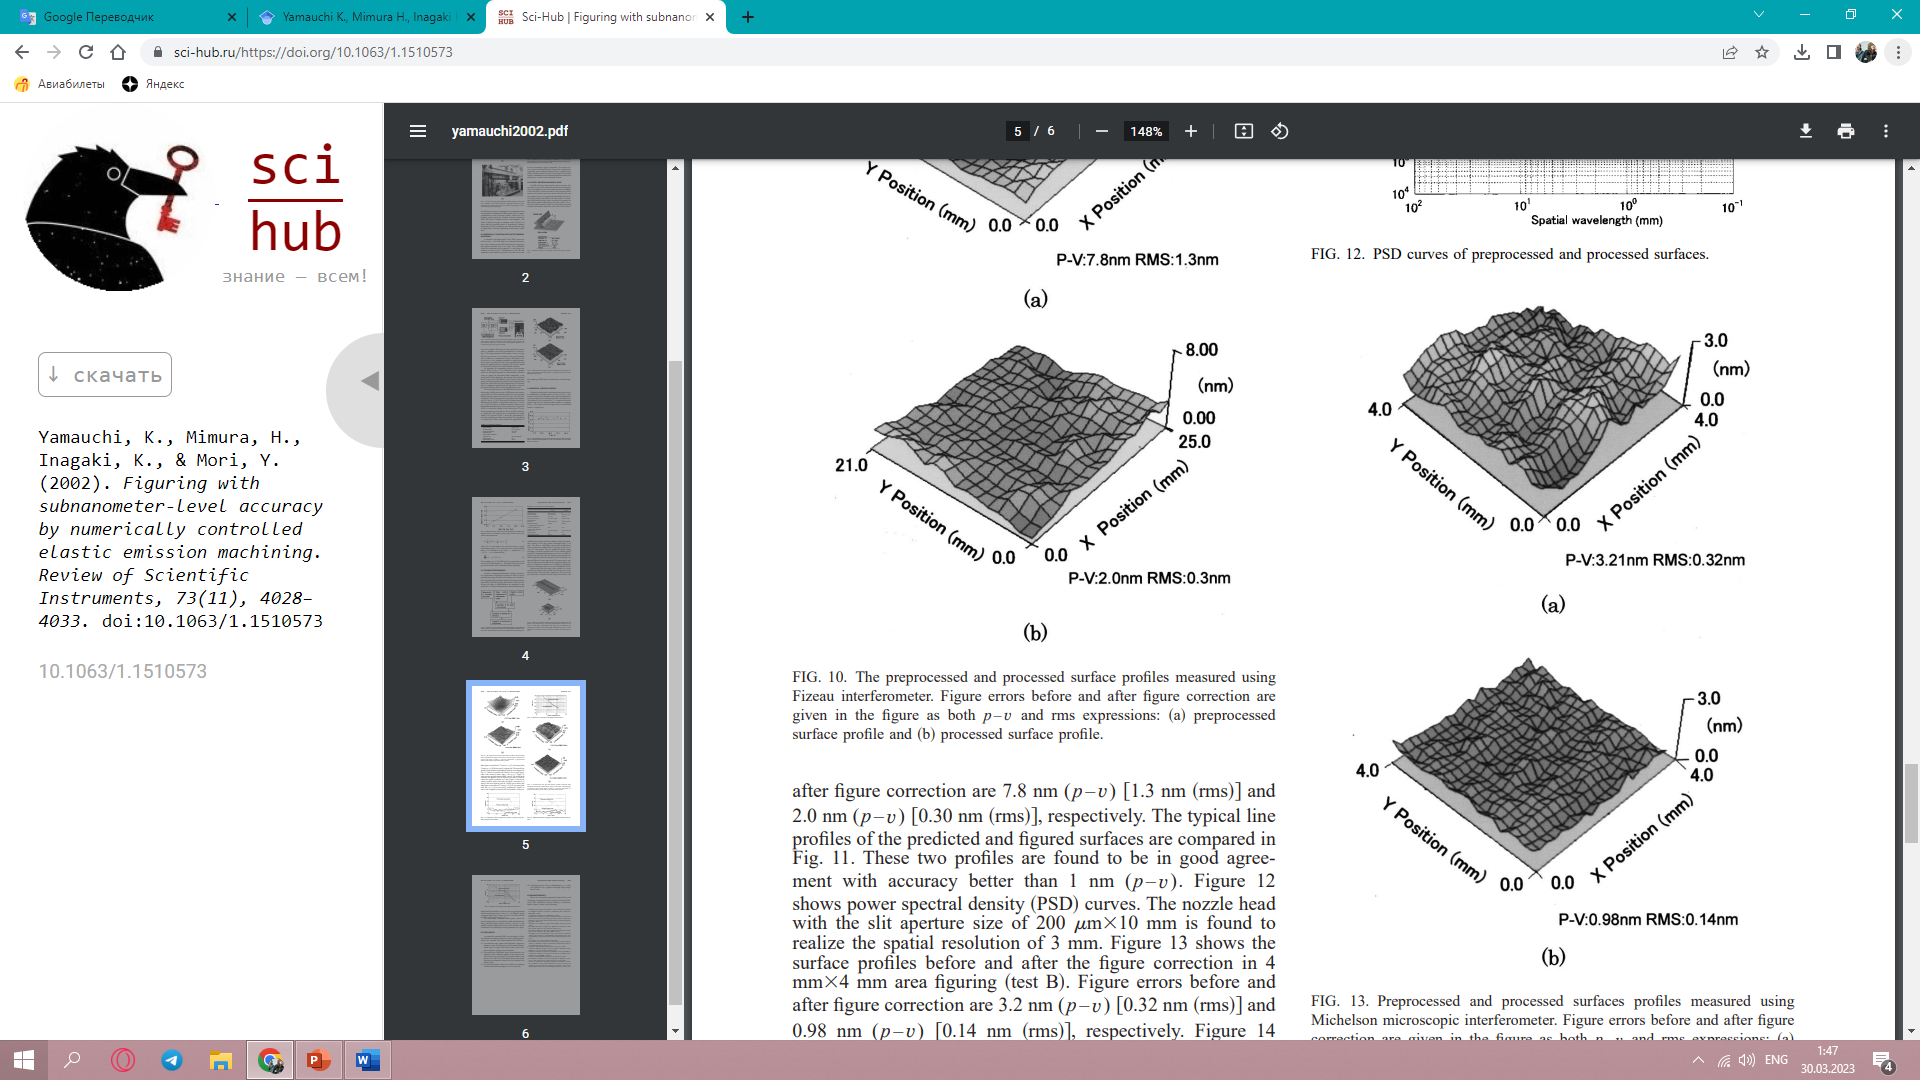 Google Переводчик
Yamauchi K., Mimura H., Inagaki
SCI HUB
Sci-Hub | Figuring with subnano
sci-hub.ru/https://doi.org/10.1063/1.1510573
Авиабилеты
Яндекс
sci
hub
знание — всем!
↓ скачать
Yamauchi, K., Mimura, H.,
Inagaki, K., & Mori, Y.
(2002). Figuring with
subnanometer-level accuracy
by numerically controlled
elastic emission machining.
Review of Scientific
Instruments, 73(11), 4028–
4033. doi:10.1063/1.1510573
10.1063/1.1510573
yamauchi2002.pdf
5 / 6
148%
2
3
4
5
6
Y Position (mm)
0.0
0.0
X Position
P-V:7.8nm RMS:1.3nm
(a)
8.00
(nm)
0.00
25.0
21.0
Y Position (mm)
0.0
0.0
X Position (mm)
P-V:2.0nm RMS:0.3nm
(b)
FIG. 10. The preprocessed and processed surface profiles measured using
Fizeau interferometer. Figure errors before and after figure correction are
given in the figure as both p–v and rms expressions: (a) preprocessed
surface profile and (b) processed surface profile.
after figure correction are 7.8 nm (p–v) [1.3 nm (rms)] and
2.0 nm (p–v) [0.30 nm (rms)], respectively. The typical line
profiles of the predicted and figured surfaces are compared in
Fig. 11. These two profiles are found to be in good agree-
ment with accuracy better than 1 nm (p–v). Figure 12
shows power spectral density (PSD) curves. The nozzle head
with the slit aperture size of 200 μm×10 mm is found to
realize the spatial resolution of 3 mm. Figure 13 shows the
surface profiles before and after the figure correction in 4
mm×4 mm area figuring (test B). Figure errors before and
after figure correction are 3.2 nm (p–v) [0.32 nm (rms)] and
0.98 nm (p–v) [0.14 nm (rms)], respectively. Figure 14
10⁴
10²
10¹
10⁰
10⁻¹
Spatial wavelength (mm)
FIG. 12. PSD curves of preprocessed and processed surfaces.
3.0
(nm)
0.0
4.0
4.0
Y Position (mm)
0.0
0.0
X Position (mm)
P-V:3.21nm RMS:0.32nm
(a)
3.0
(nm)
0.0
4.0
4.0
Y Position (mm)
0.0
0.0
X Position (mm)
P-V:0.98nm RMS:0.14nm
(b)
FIG. 13. Preprocessed and processed surfaces profiles measured using
Michelson microscopic interferometer. Figure errors before and after figure
correction are given in the figure as both p–v and rms expressions: (a)
ENG
1:47
30.03.2023
4